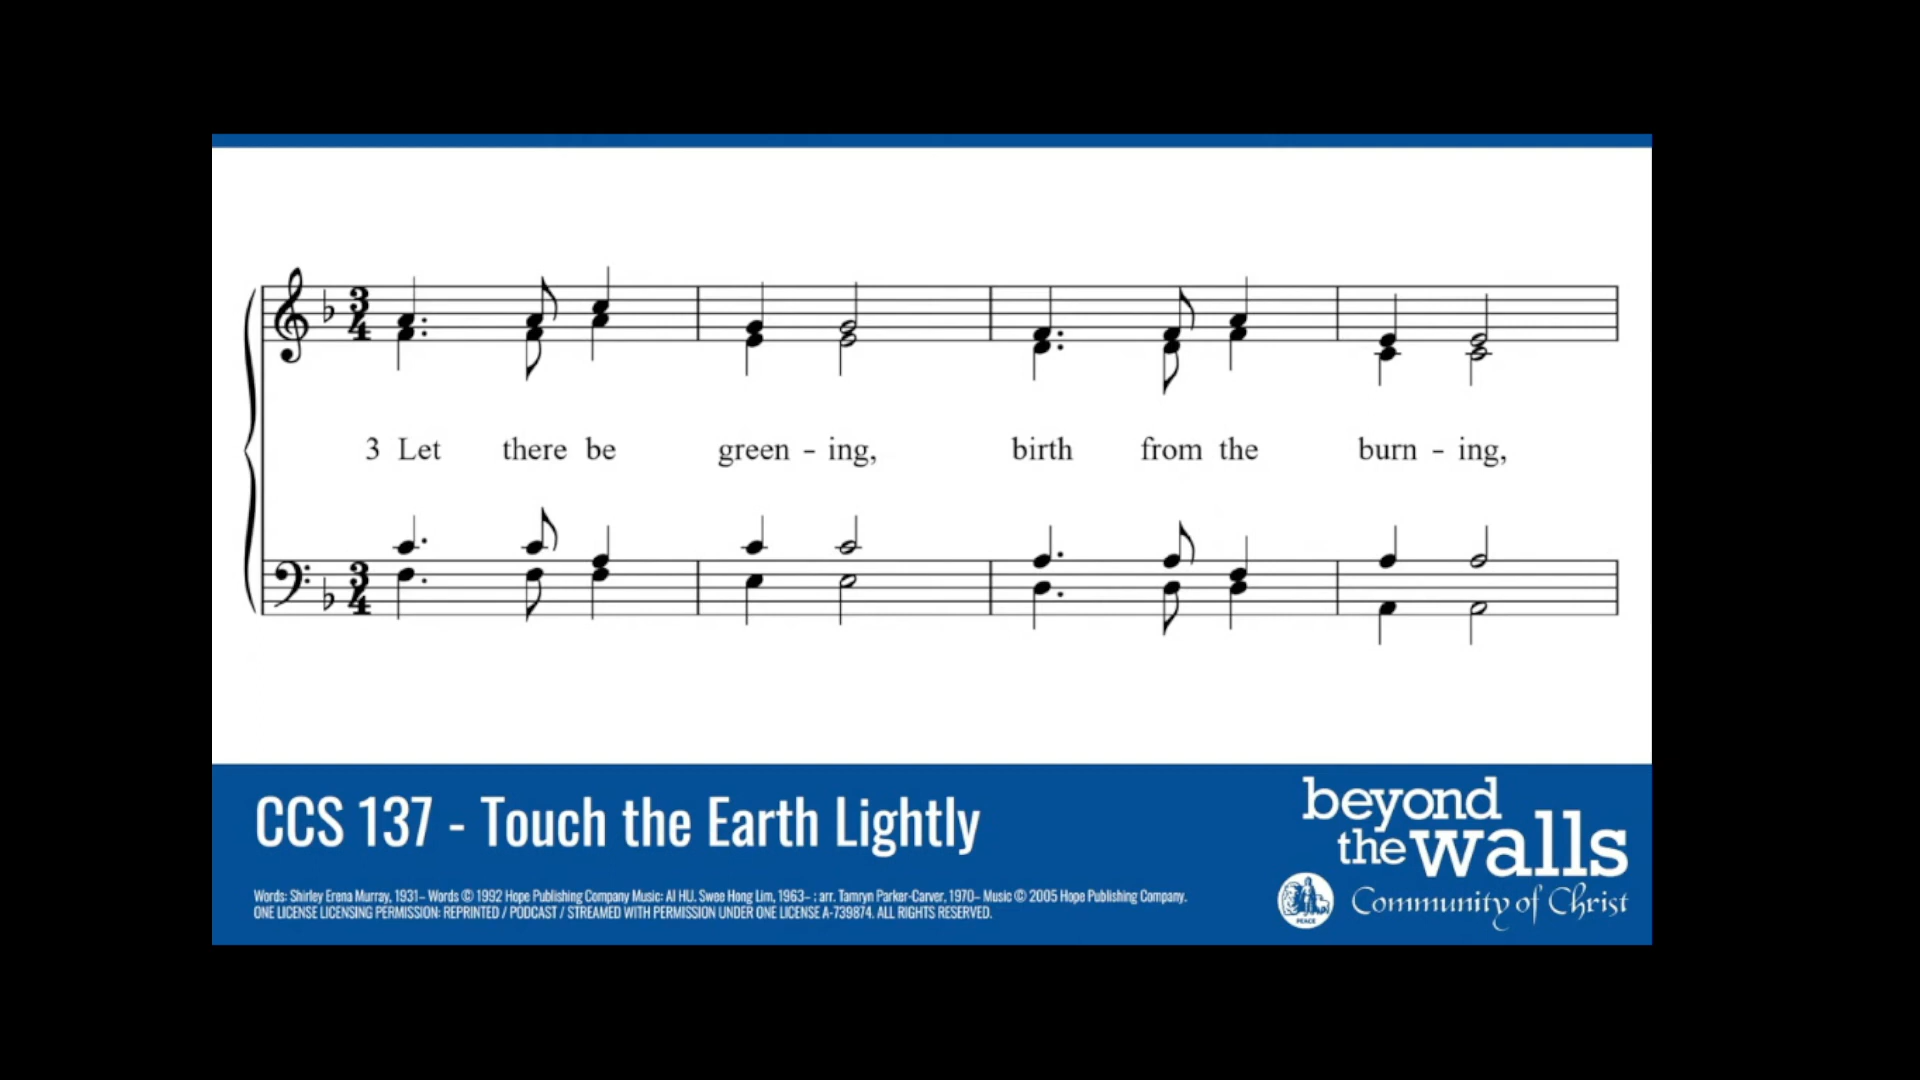 3 Let there be green - ing, birth from the burn - ing,
CCS 137 - Touch the Earth Lightly
Words: Shirley Erena Murray, 1931– Words © 1992 Hope Publishing Company Music: AI HU. Swee Hong Lim, 1963– : arr. Tamryn Parker-Carver, 1970– Music © 2005 Hope Publishing Company.
ONE LICENSE LICENSING PERMISSION: REPRINTED / PODCAST / STREAMED WITH PERMISSION UNDER ONE LICENSE A-739874. ALL RIGHTS RESERVED.
beyond
the walls
Community of Christ
PEACE